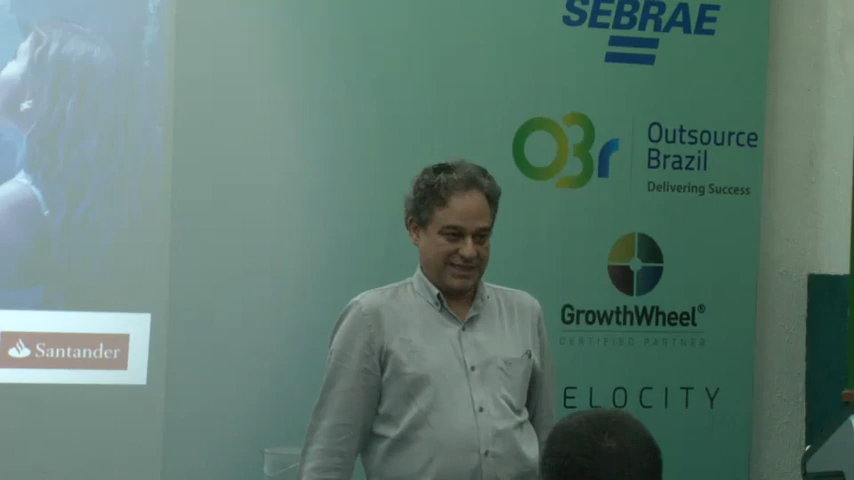 SEBRAE
O3r
Outsource
Brazil
Delivering Success
GrowthWheel®
CERTIFIED PARTNER
ELOCITY
Santander